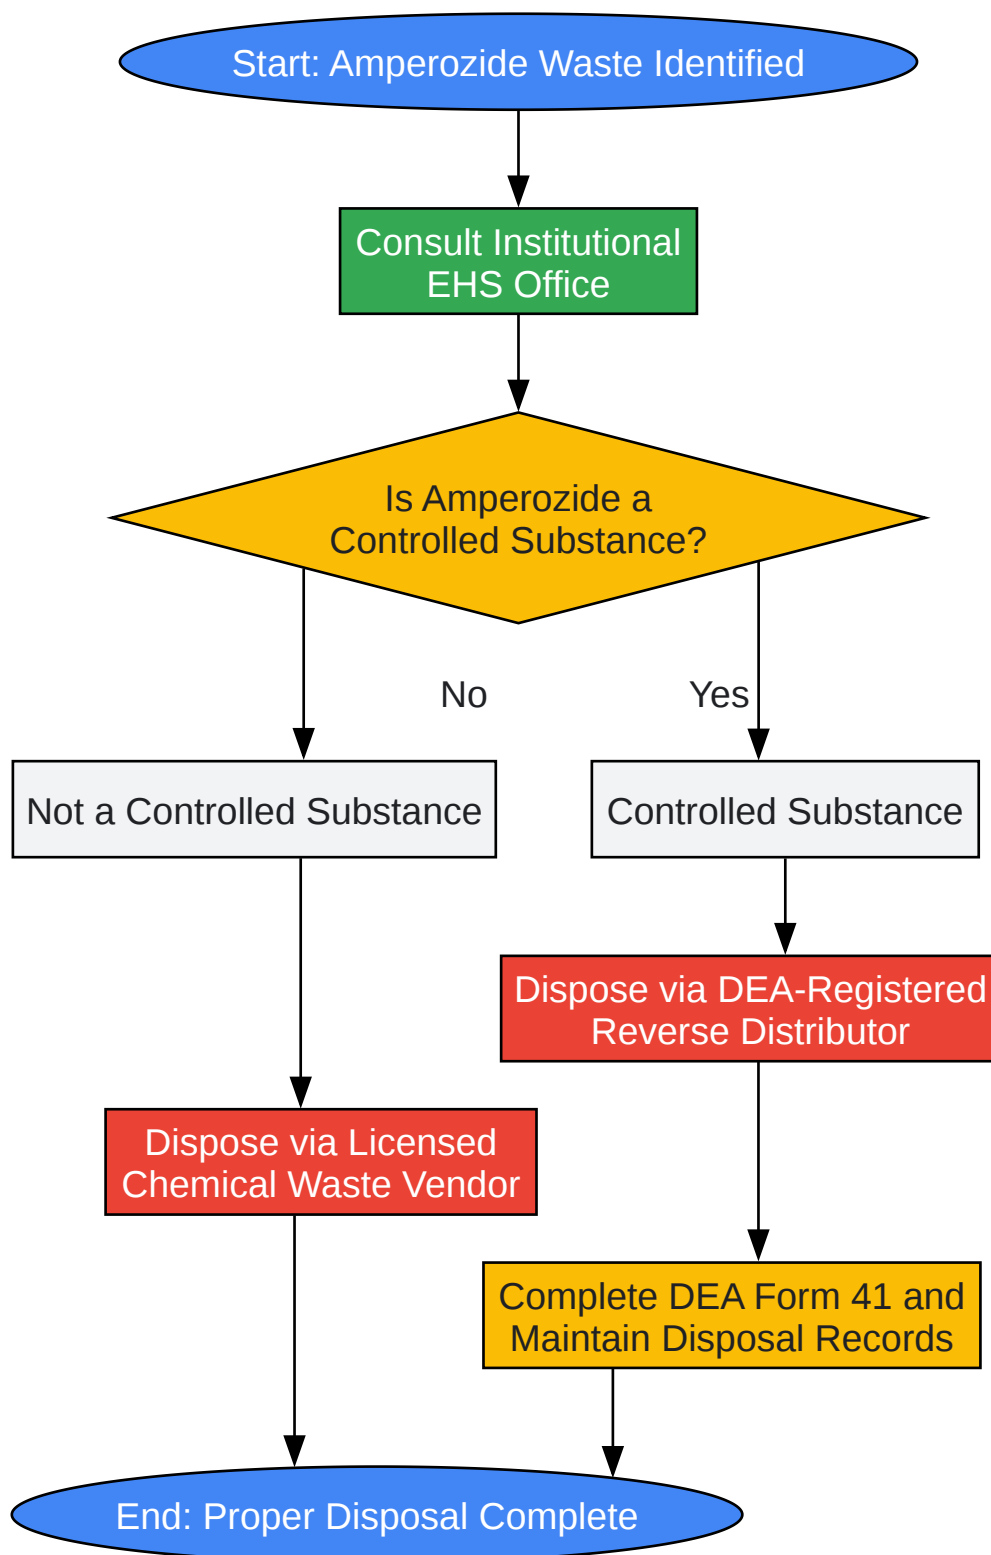 Start: Amperozide Waste Identified
Consult Institutional
EHS Office
Is Amperozide a
Controlled Substance?
No
Yes
Not a Controlled Substance
Controlled Substance
Dispose via DEA-Registered
Reverse Distributor
Dispose via Licensed
Chemical Waste Vendor
Complete DEA Form 41 and
Maintain Disposal Records
End: Proper Disposal Complete